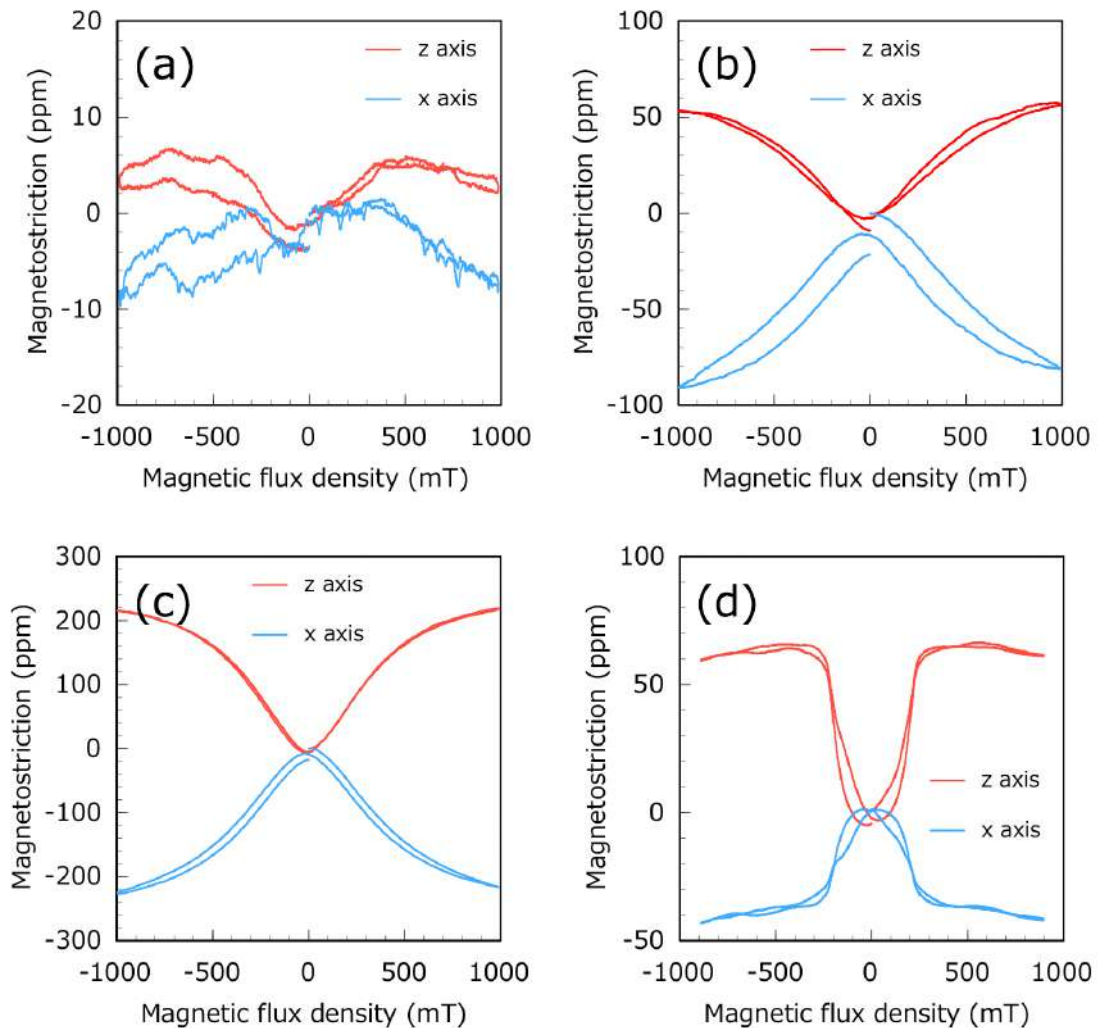 (a)
z axis
x axis
Magnetostriction (ppm)
20
10
0
-10
-20
-1000
-500
0
500
1000
Magnetic flux density (mT)
(b)
z axis
x axis
Magnetostriction (ppm)
100
50
0
-50
-100
-1000
-500
0
500
1000
Magnetic flux density (mT)
(c)
z axis
x axis
Magnetostriction (ppm)
300
200
100
0
-100
-200
-300
-1000
-500
0
500
1000
Magnetic flux density (mT)
(d)
z axis
x axis
Magnetostriction (ppm)
100
50
0
-50
-1000
-500
0
500
1000
Magnetic flux density (mT)